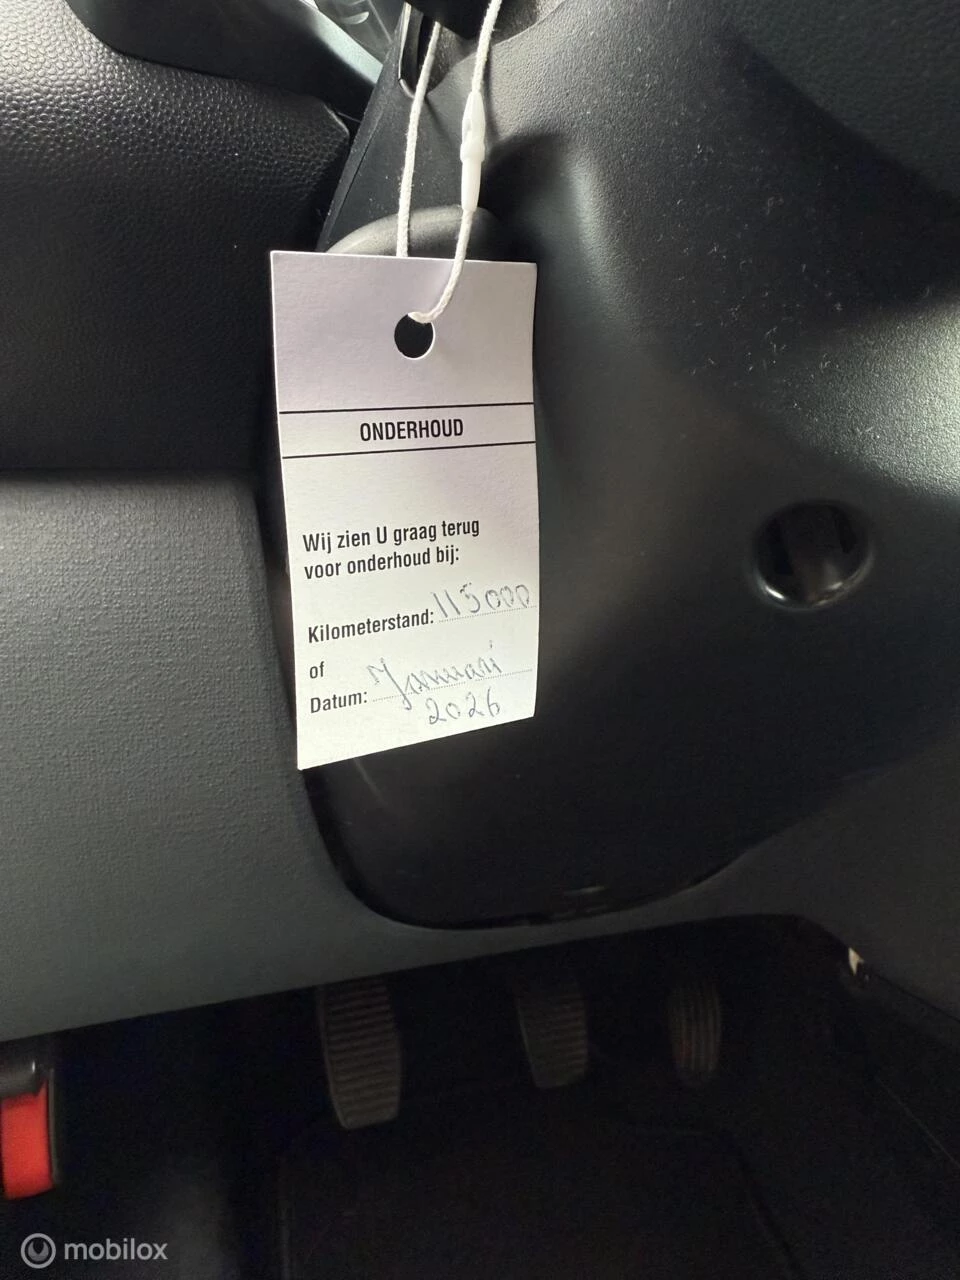 ONDERHOUD
Wij zien U graag terug
voor onderhoud bij:
Kilometerstand: 115000
of
Datum: Januari
2026
mobilox